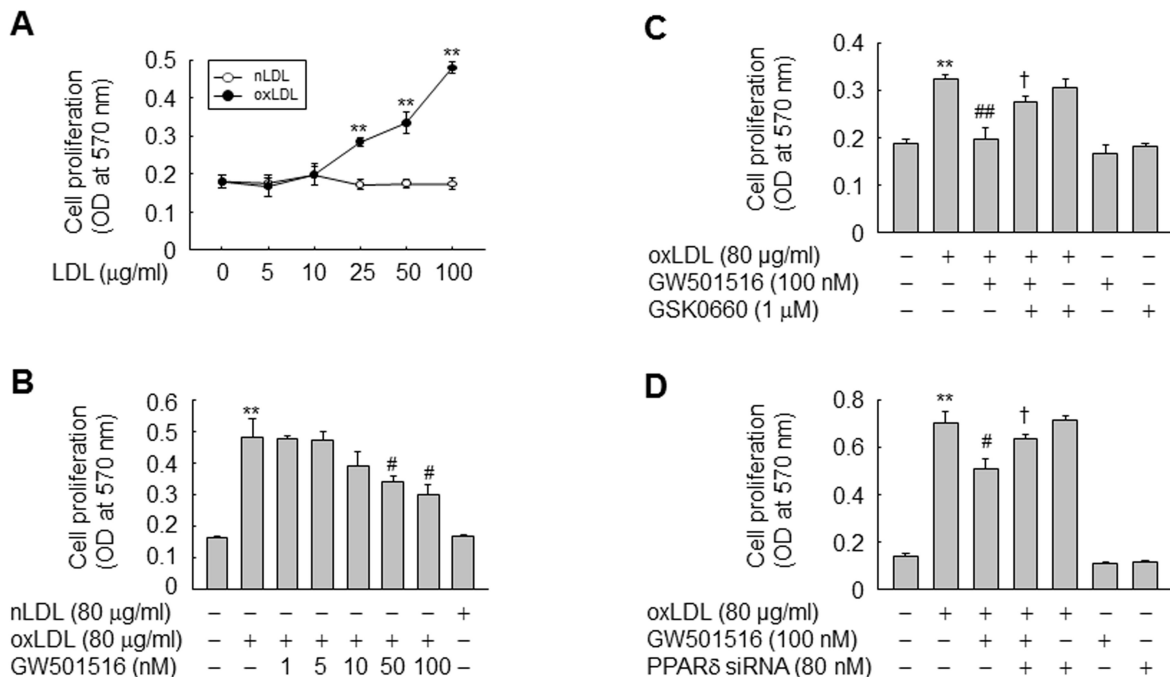 A
Cell proliferation
(OD at 570 nm)
0.5
0.4
0.3
0.2
0.1
0
nLDL
oxLDL
**
**
**
LDL (μg/ml)
0 5 10 25 50 100
B
Cell proliferation
(OD at 570 nm)
0.6
0.5
0.4
0.3
0.2
0.1
0
**
#
#
nLDL (80 μg/ml) – – – – – – – +
oxLDL (80 μg/ml) – + + + + + + –
GW501516 (nM) – – 1 5 10 50 100 –
C
Cell proliferation
(OD at 570 nm)
0.4
0.3
0.2
0.1
0
**
##
†
oxLDL (80 μg/ml) – + + + + – –
GW501516 (100 nM) – – + + – + –
GSK0660 (1 μM) – – – + + – +
D
Cell proliferation
(OD at 570 nm)
0.8
0.6
0.4
0.2
0
**
#
†
oxLDL (80 μg/ml) – + + + + – –
GW501516 (100 nM) – – + + – + –
PPARδ siRNA (80 nM) – – – + + – +